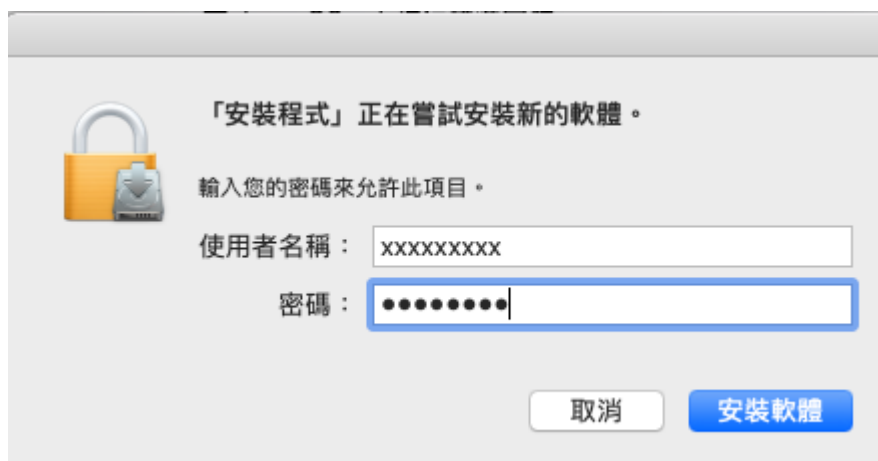 「安裝程式」正在嘗試安裝新的軟體。
輸入您的密碼來允許此項目。
使用者名稱： xxxxxxxxx
密碼： ●●●●●●●●
取消 安裝軟體